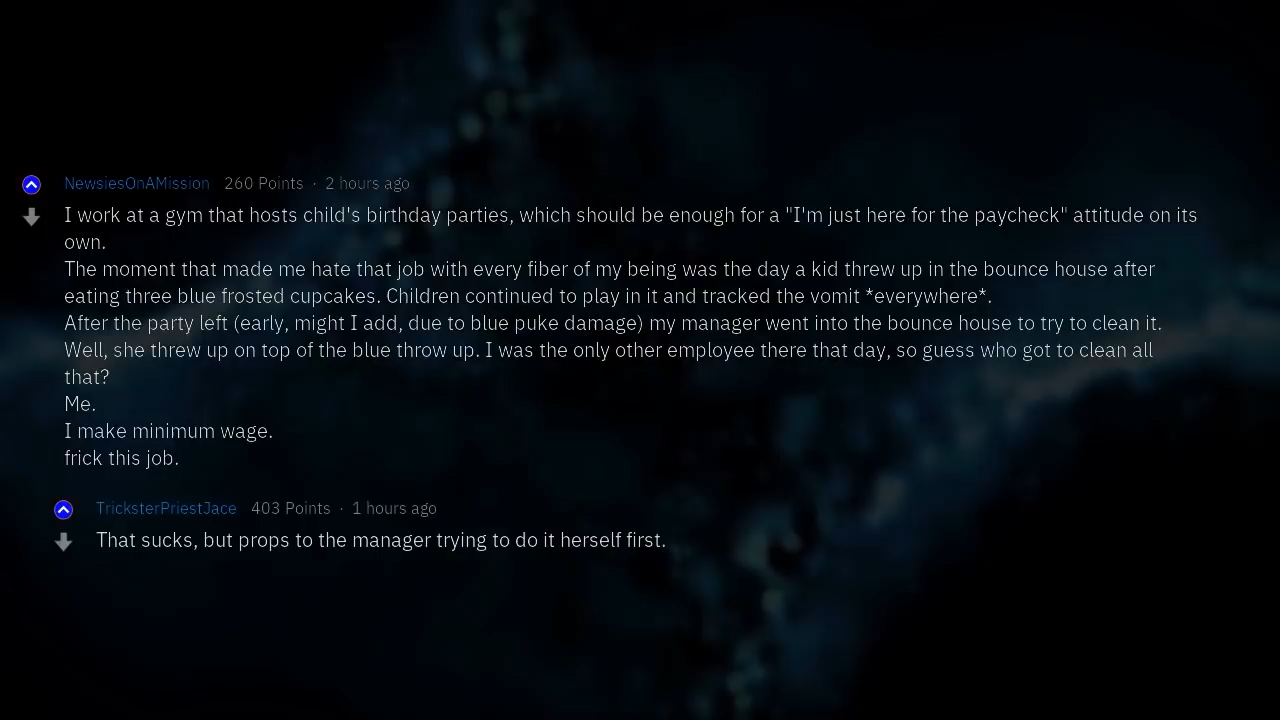 NewsiesOnAMission 260 Points · 2 hours ago
I work at a gym that hosts child's birthday parties, which should be enough for a "I'm just here for the paycheck" attitude on its
own.
The moment that made me hate that job with every fiber of my being was the day a kid threw up in the bounce house after
eating three blue frosted cupcakes. Children continued to play in it and tracked the vomit *everywhere*.
After the party left (early, might I add, due to blue puke damage) my manager went into the bounce house to try to clean it.
Well, she threw up on top of the blue throw up. I was the only other employee there that day, so guess who got to clean all
that?
Me.
I make minimum wage.
frick this job.
TricksterPriestJace 403 Points · 1 hours ago
That sucks, but props to the manager trying to do it herself first.